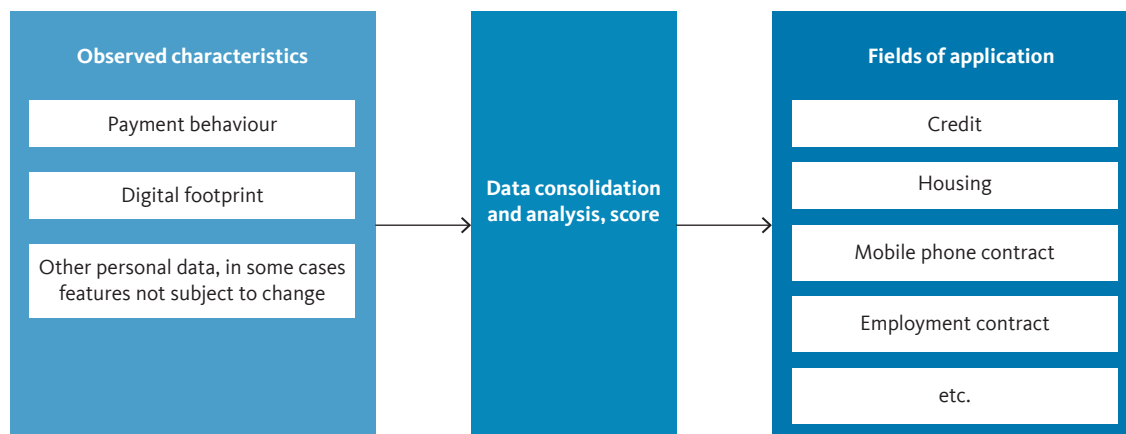 Observed characteristics
Payment behaviour
Digital footprint
Other personal data, in some cases
features not subject to change
Data consolidation
and analysis, score
Fields of application
Credit
Housing
Mobile phone contract
Employment contract
etc.